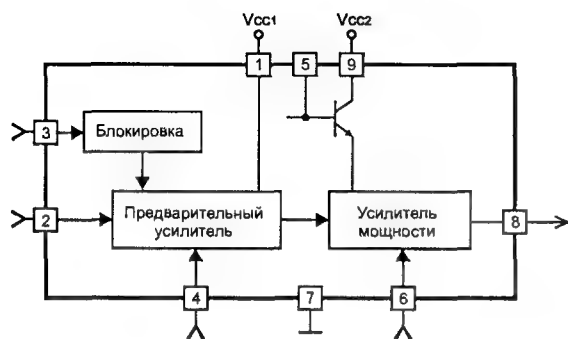 Vcc1 Vcc2
1 5 9
3 Блокировка
2 Предварительный
усилитель
Усилитель
мощности
8
4 7 6